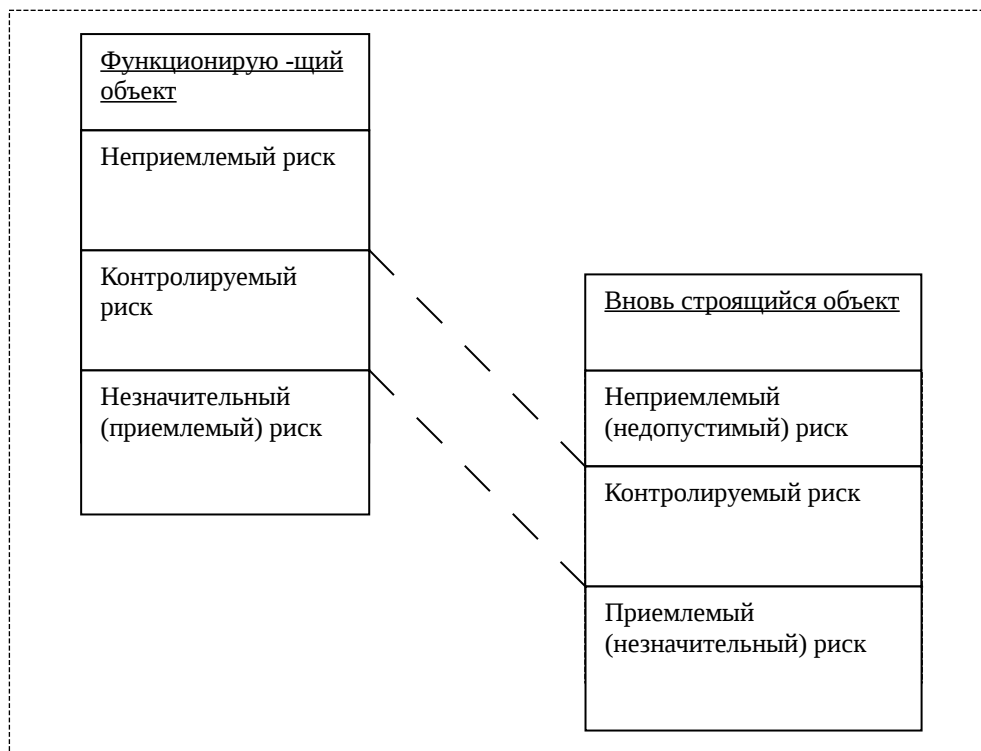 Функционирую -щий
объект
Неприемлемый риск
Контролируемый
риск
Незначительный
(приемлемый) риск
Вновь строящийся объект
Неприемлемый
(недопустимый) риск
Контролируемый риск
Приемлемый
(незначительный) риск